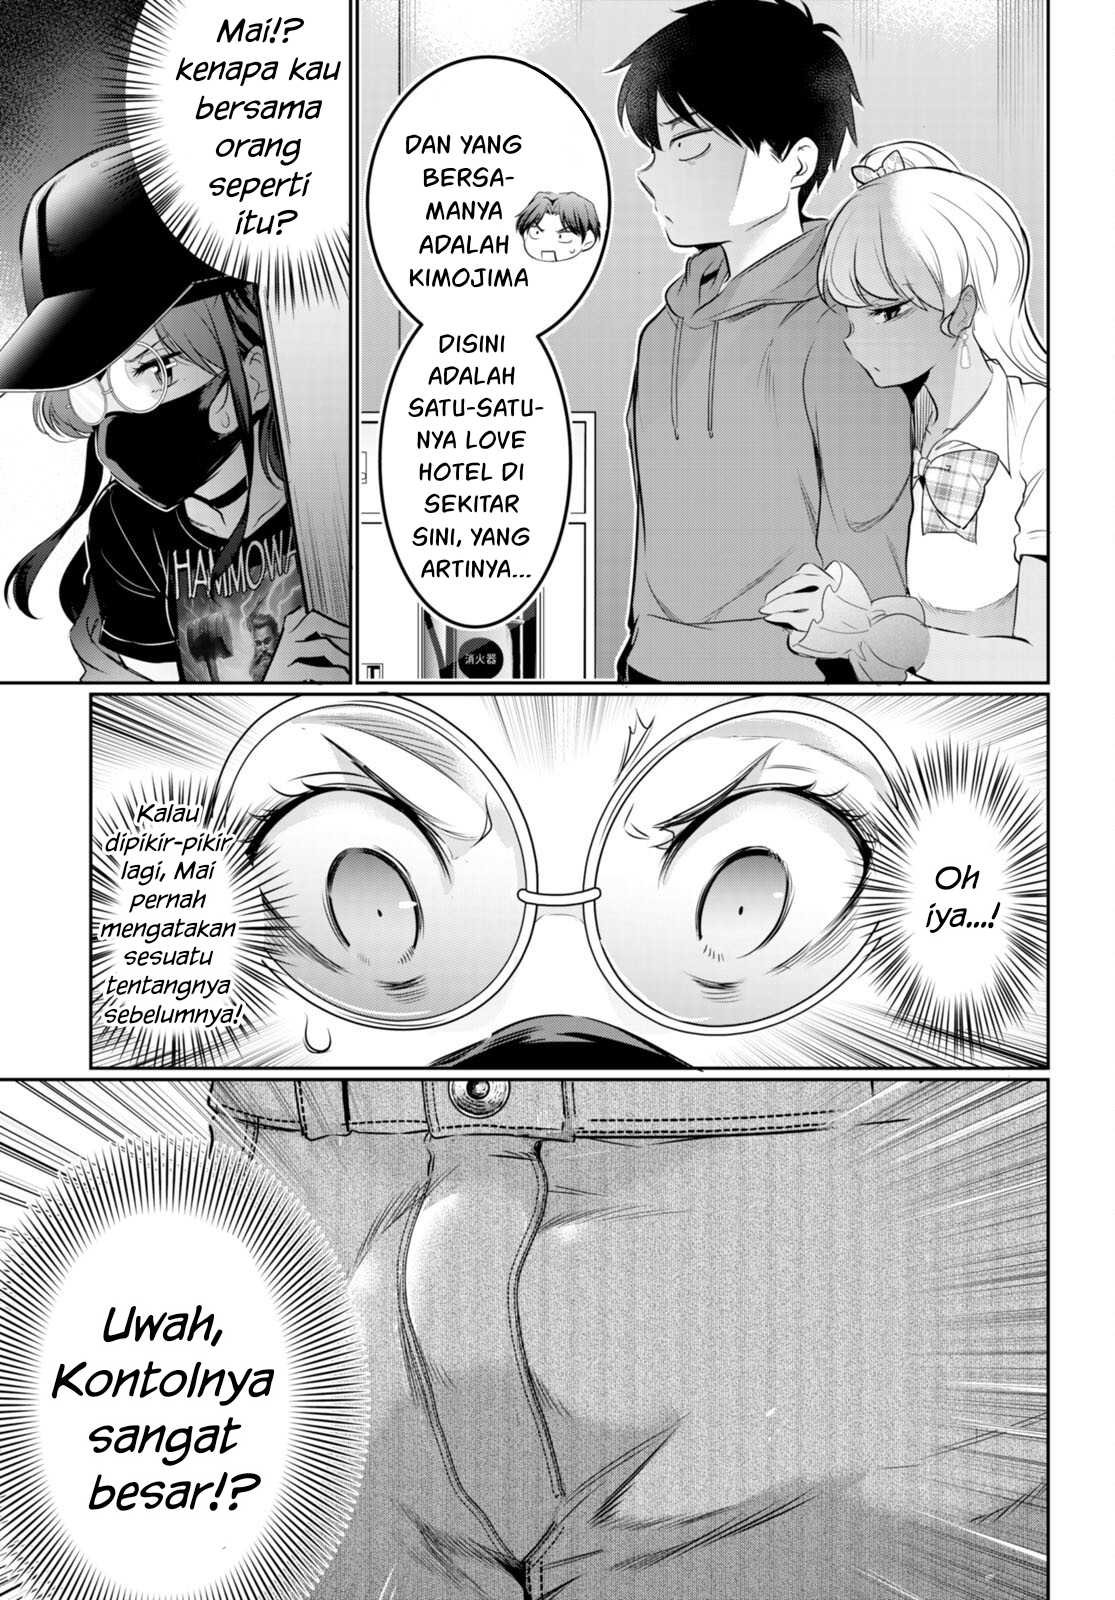 DAN YANG
BERSA-
MANYA
ADALAH
KIMOJIMA
DISINI
ADALAH
SATU-SATU-
NYA LOVE
HOTEL DI
SEKITAR
SINI, YANG
ARTINYA...
消火器
Mai!?
kenapa kau
bersama
orang
seperti
itu?
HAMMOWA
Oh
iya....!
Kalau
dipikir-pikir
lagi, Mai
pernah
mengatakan
sesuatu
tentangnya
sebelumnya!
Uwah,
Kontolnya
sangat
besar!?